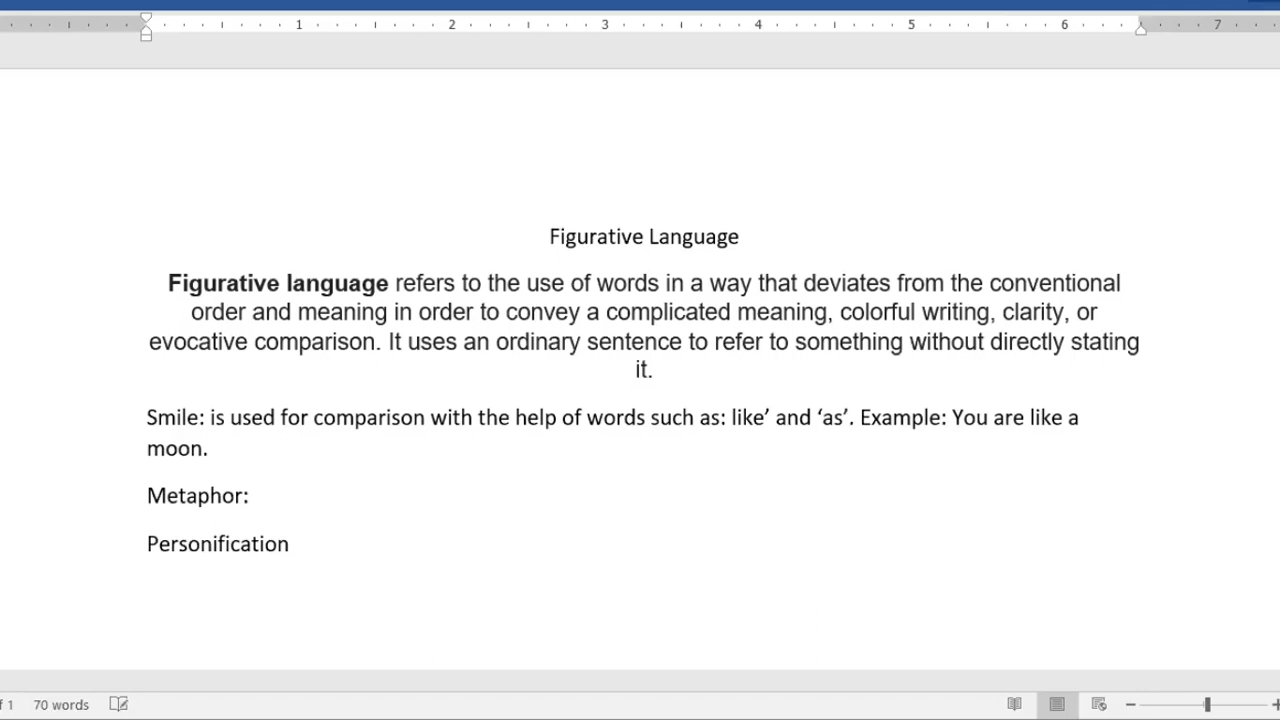 1 2 3 4 5 6 7
Figurative Language
Figurative language refers to the use of words in a way that deviates from the conventional
order and meaning in order to convey a complicated meaning, colorful writing, clarity, or
evocative comparison. It uses an ordinary sentence to refer to something without directly stating
it.
Smile: is used for comparison with the help of words such as: like’ and ‘as’. Example: You are like a
moon.
Metaphor:
Personification
f 1 70 words